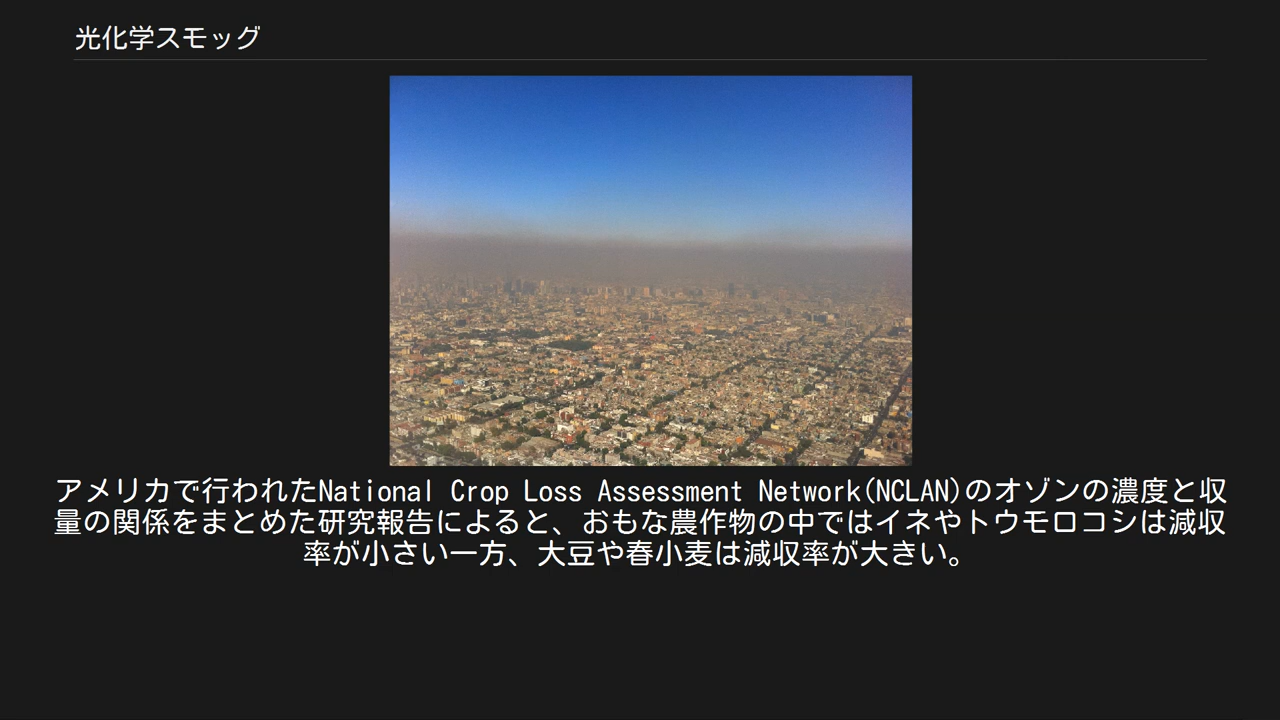 光化学スモッグ
アメリカで行われたNational Crop Loss Assessment Network(NCLAN)のオゾンの濃度と収
量の関係をまとめた研究報告によると、おもな農作物の中ではイネやトウモロコシは減収
率が小さい一方、大豆や春小麦は減収率が大きい。